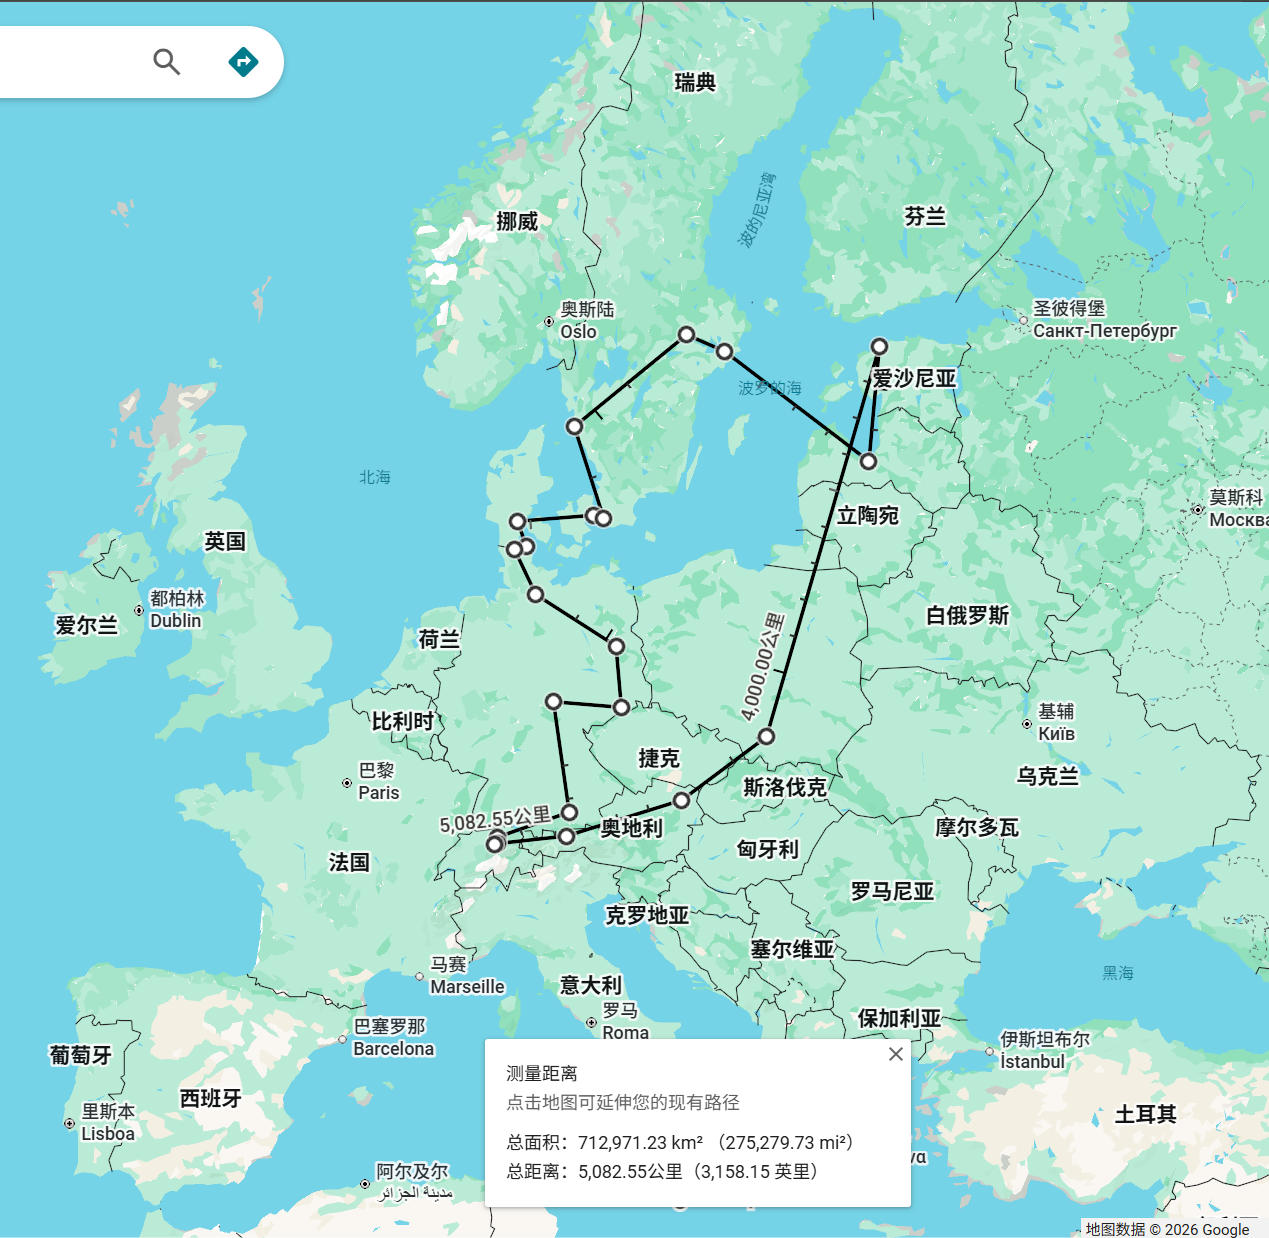 瑞典
波的尼亚湾
挪威
芬兰
奥斯陆
Oslo
圣彼得堡
Санкт-Петербург
爱沙尼亚
波罗的海
北海
莫斯科
Москва
立陶宛
英国
都柏林
Dublin
爱尔兰
荷兰
白俄罗斯
4,000.00公里
比利时
基辅
Київ
捷克
巴黎
Paris
斯洛伐克
乌克兰
5,082.55公里
奥地利
摩尔多瓦
匈牙利
法国
罗马尼亚
克罗地亚
塞尔维亚
马赛
Marseille
黑海
意大利
罗马
Roma
保加利亚
巴塞罗那
Barcelona
伊斯坦布尔
İstanbul
葡萄牙
西班牙
里斯本
Lisboa
土耳其
测量距离
点击地图可延伸您的现有路径
总面积：712,971.23 km² （275,279.73 mi²）
总距离：5,082.55公里（3,158.15 英里）
να
阿尔及尔
مدينة الجزائر
地图数据 © 2026 Google